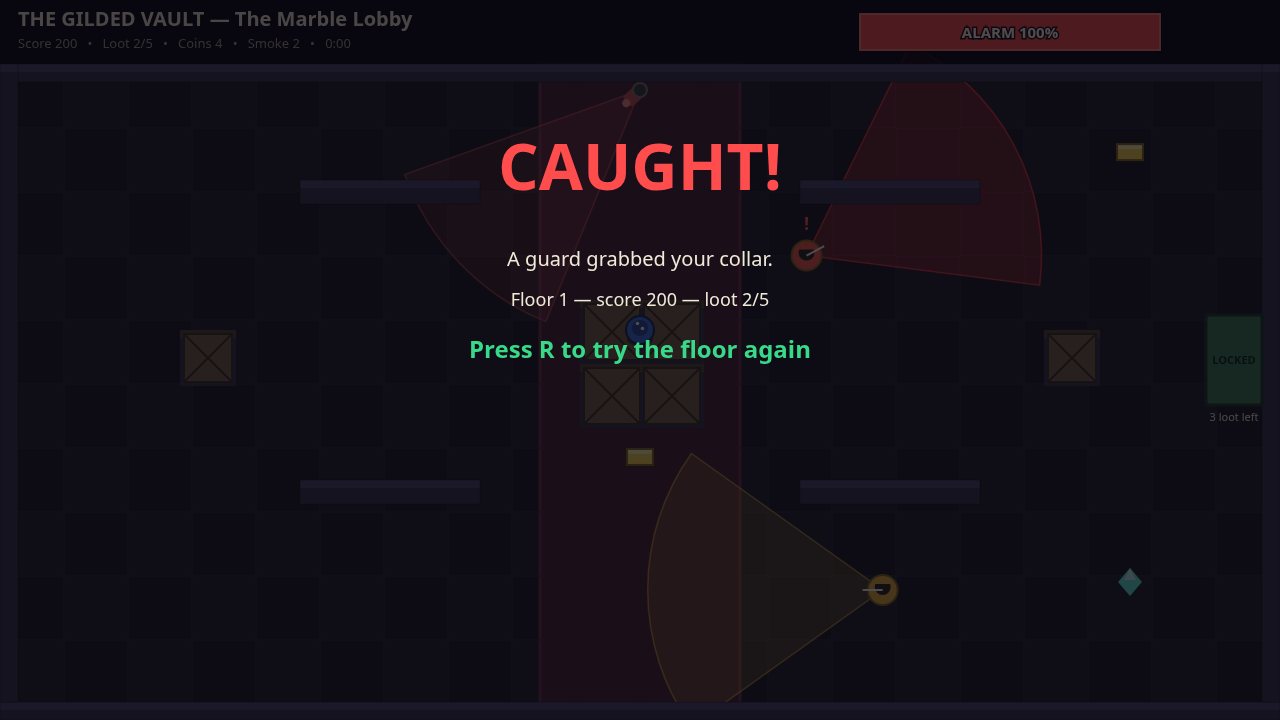 THE GILDED VAULT — The Marble Lobby
Score 200 • Loot 2/5 • Coins 4 • Smoke 2 • 0:00
ALARM 100%
CAUGHT!
!
A guard grabbed your collar.
Floor 1 — score 200 — loot 2/5
Press R to try the floor again
LOCKED
3 loot left